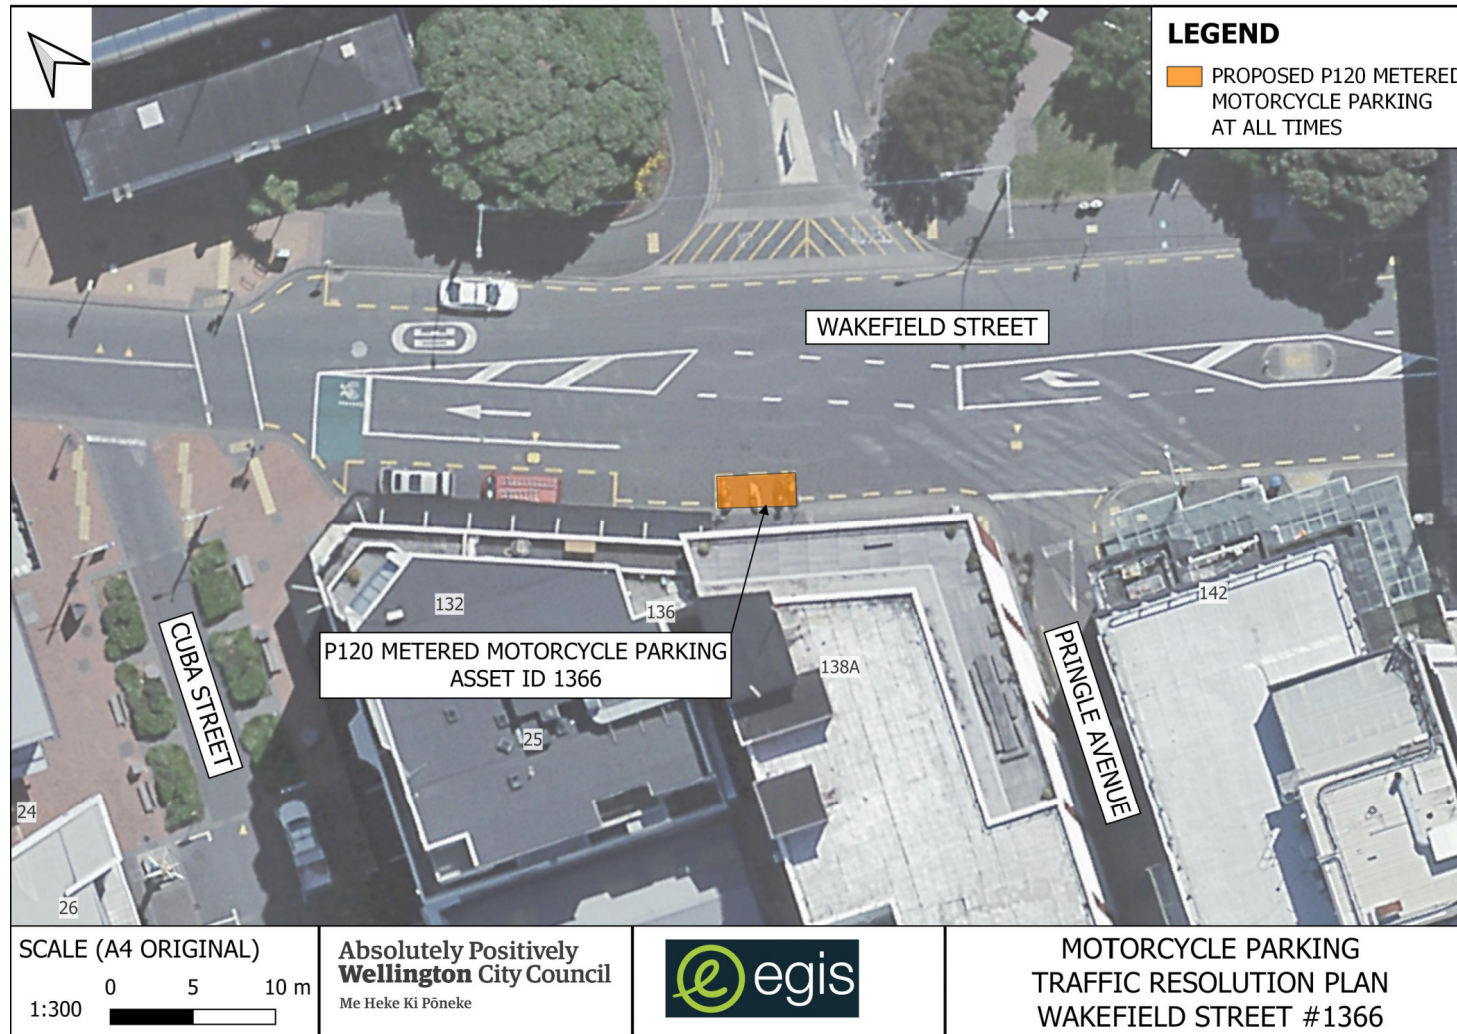 LEGEND
PROPOSED P120 METERED
MOTORCYCLE PARKING
AT ALL TIMES
WAKEFIELD STREET
132
136
142
P120 METERED MOTORCYCLE PARKING
ASSET ID 1366
138A
CUBA STREET
PRINGLE AVENUE
25
24
26
SCALE (A4 ORIGINAL)
0 5 10 m
1:300
Absolutely Positively
Wellington City Council
Me Heke Ki Pōneke
e egis
MOTORCYCLE PARKING
TRAFFIC RESOLUTION PLAN
WAKEFIELD STREET #1366